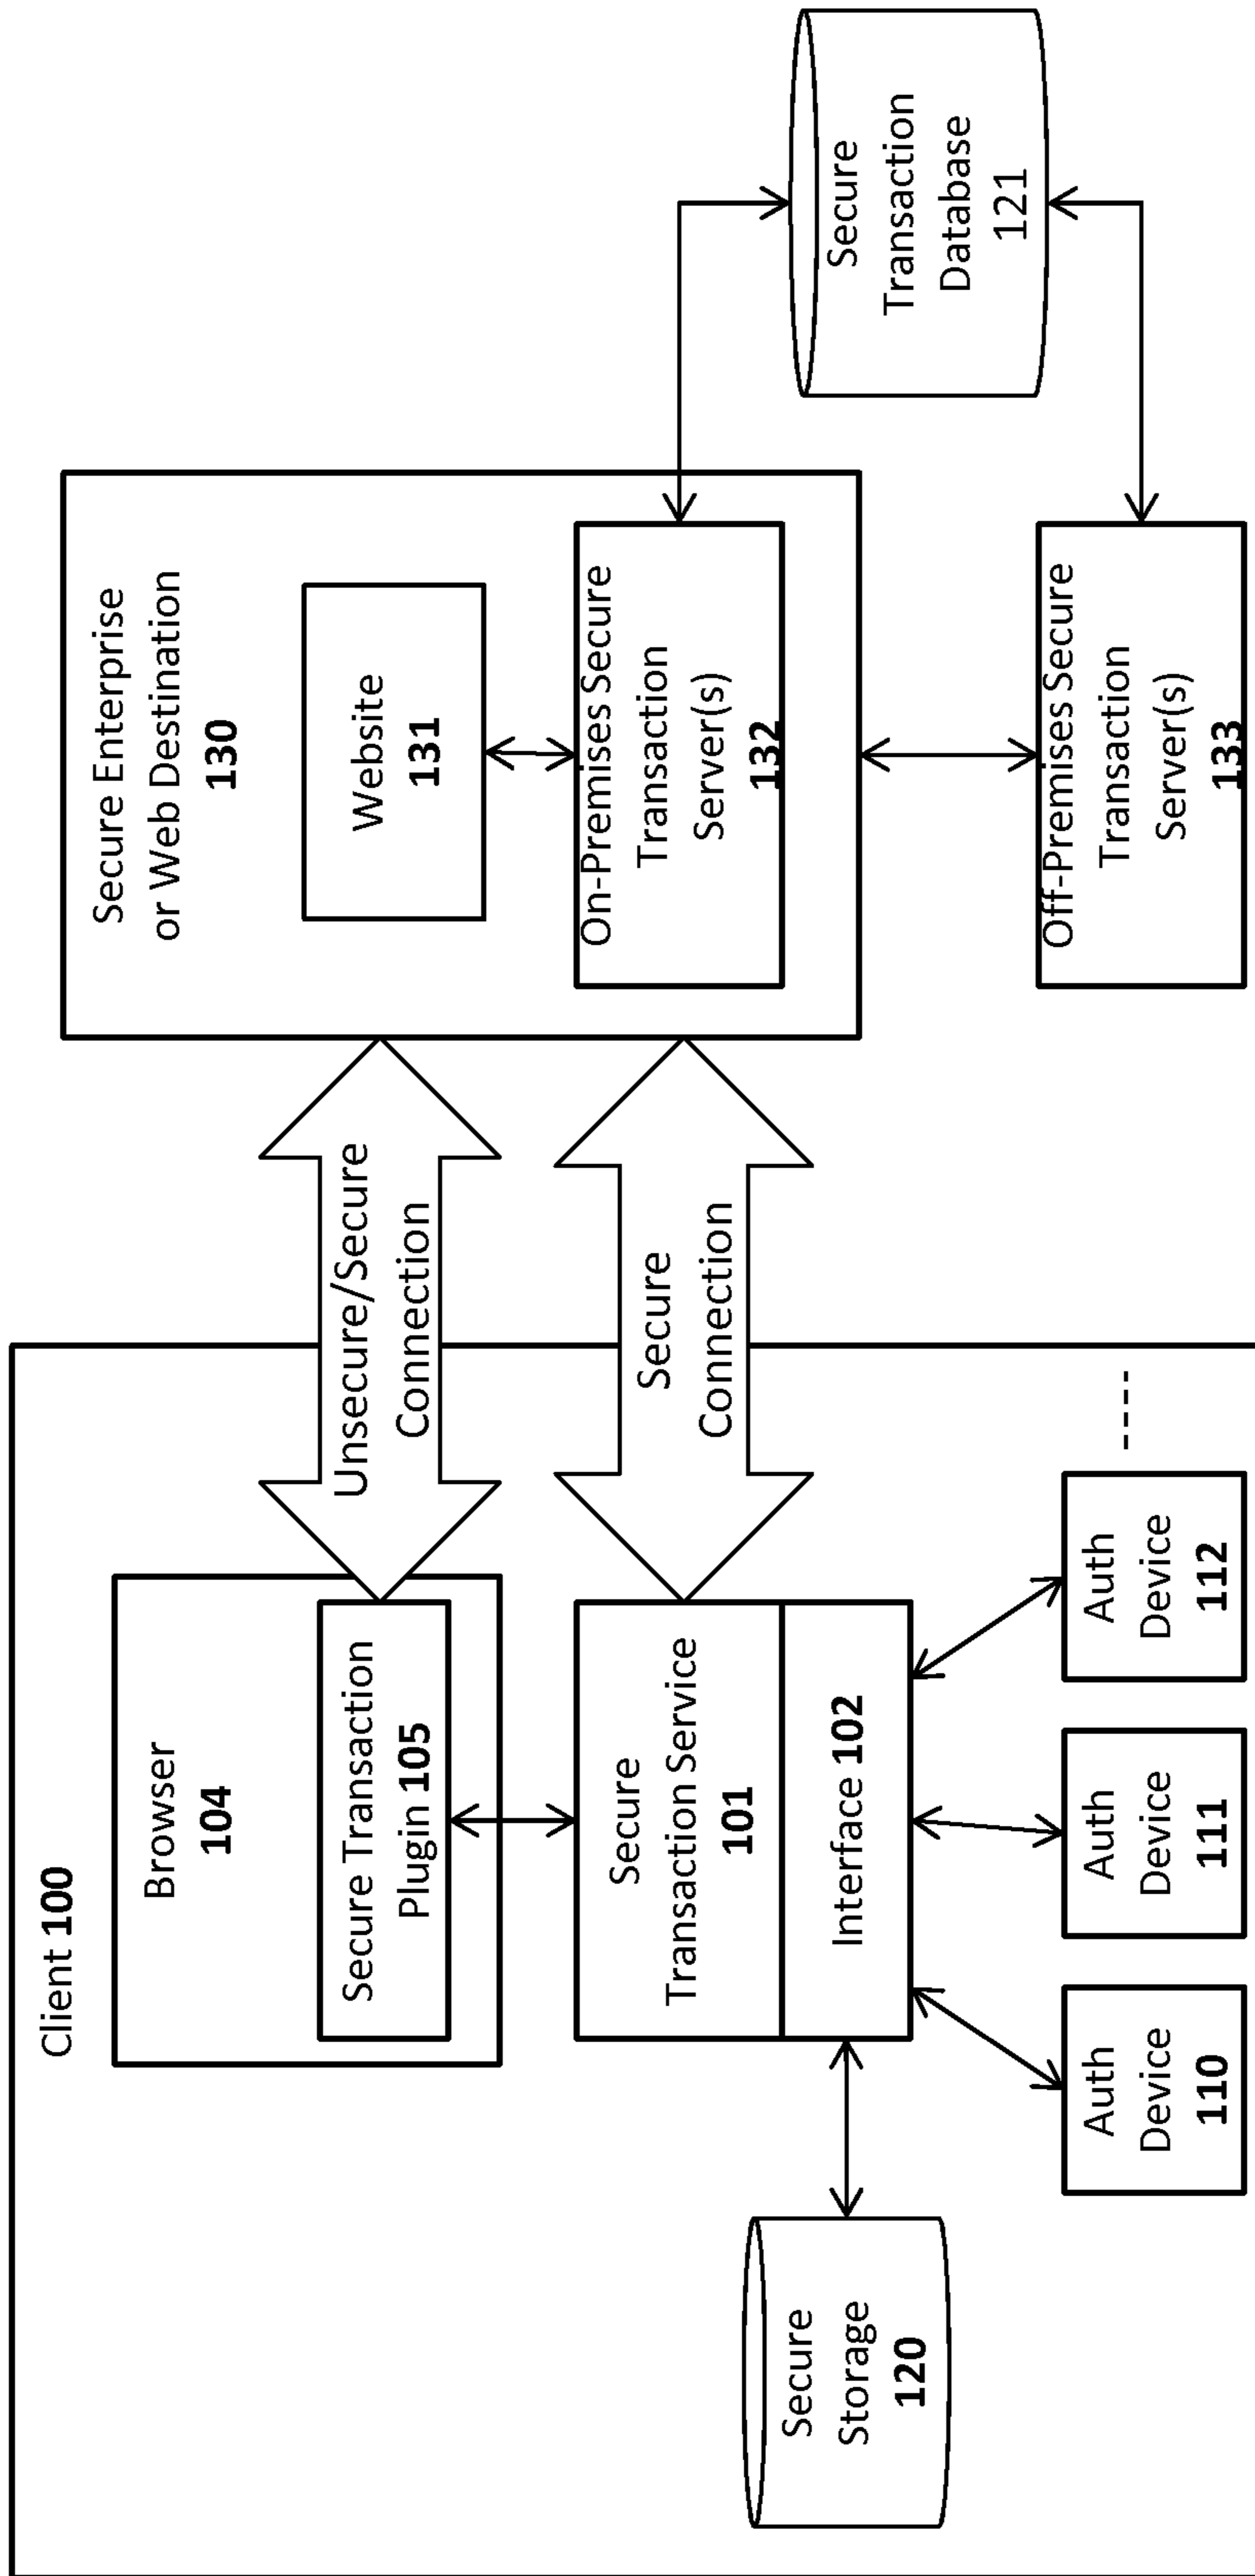 Client 100
Browser
104
Secure Transaction
Plugin 105
Secure
Transaction Service
101
Interface 102
Secure
Storage
120
Auth
Device
110
Auth
Device
111
Auth
Device
112
Unsecure/Secure
Connection
Secure
Connection
Secure Enterprise
or Web Destination
130
Website
131
On-Premises Secure
Transaction
Server(s)
132
Off-Premises Secure
Transaction
Server(s)
133
Secure
Transaction
Database
121